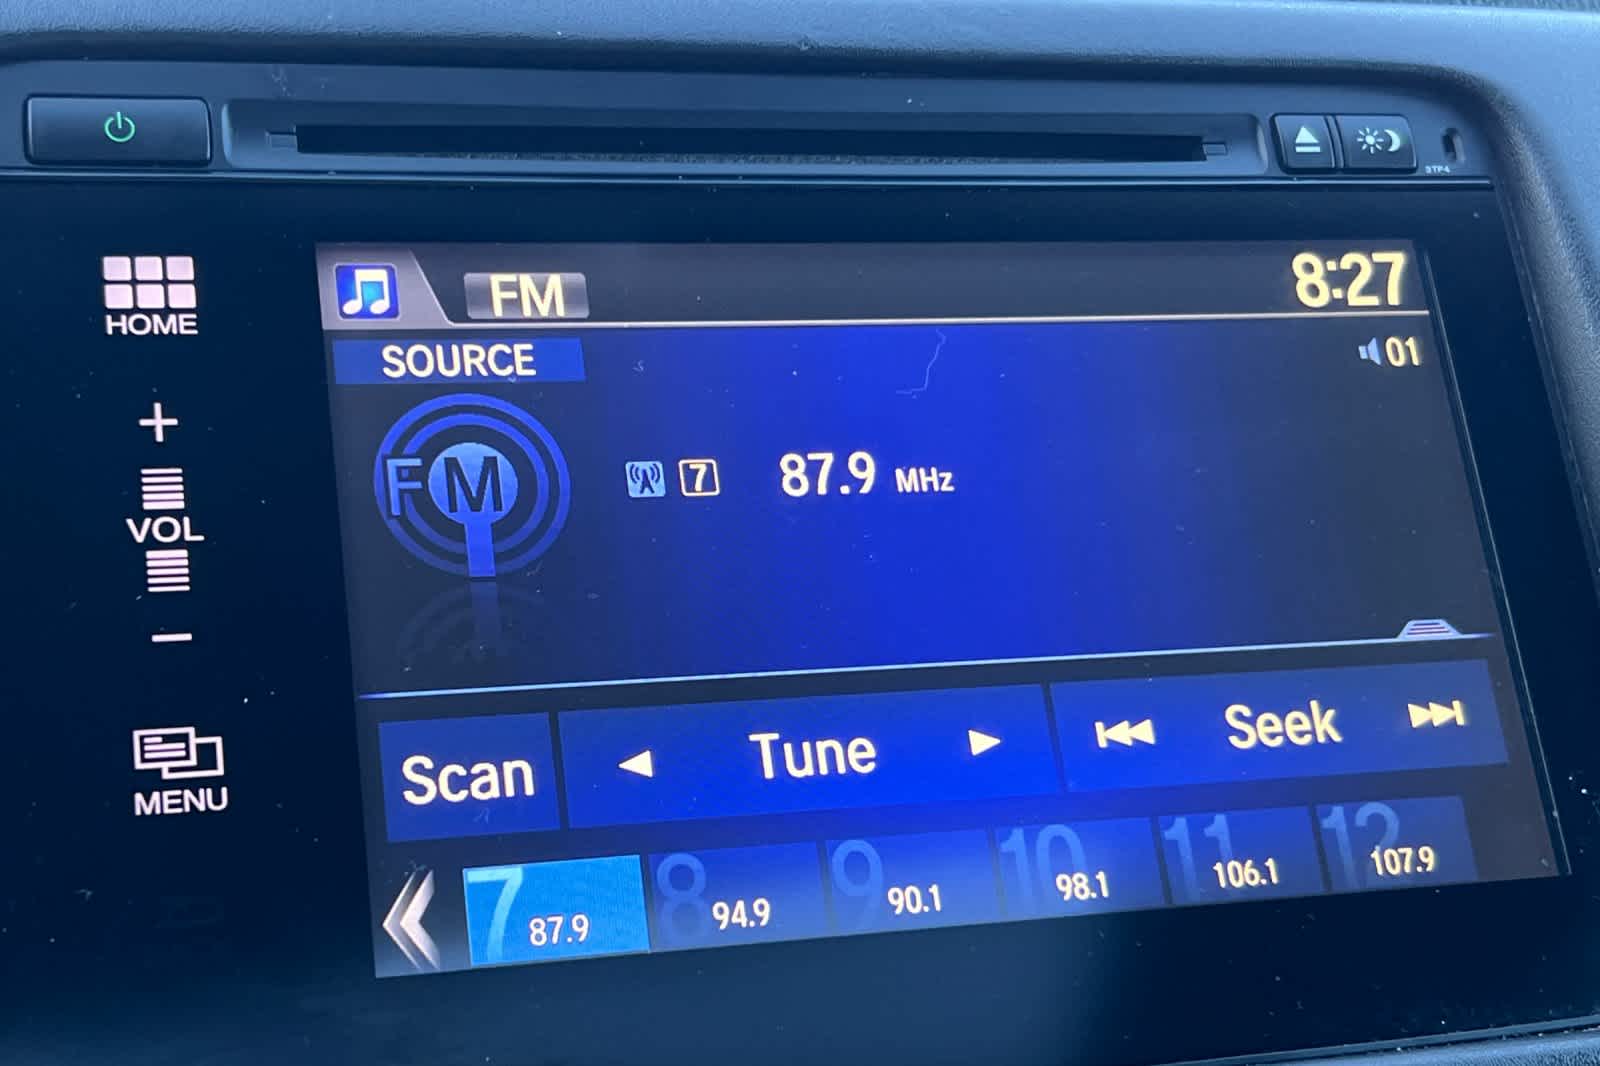 STP4
HOME
FM
8:27
SOURCE
01
FM
7
87.9 MHz
+
VOL
−
Scan
Tune
Seek
MENU
7 87.9
8 94.9
9 90.1
10 98.1
11 106.1
12 107.9